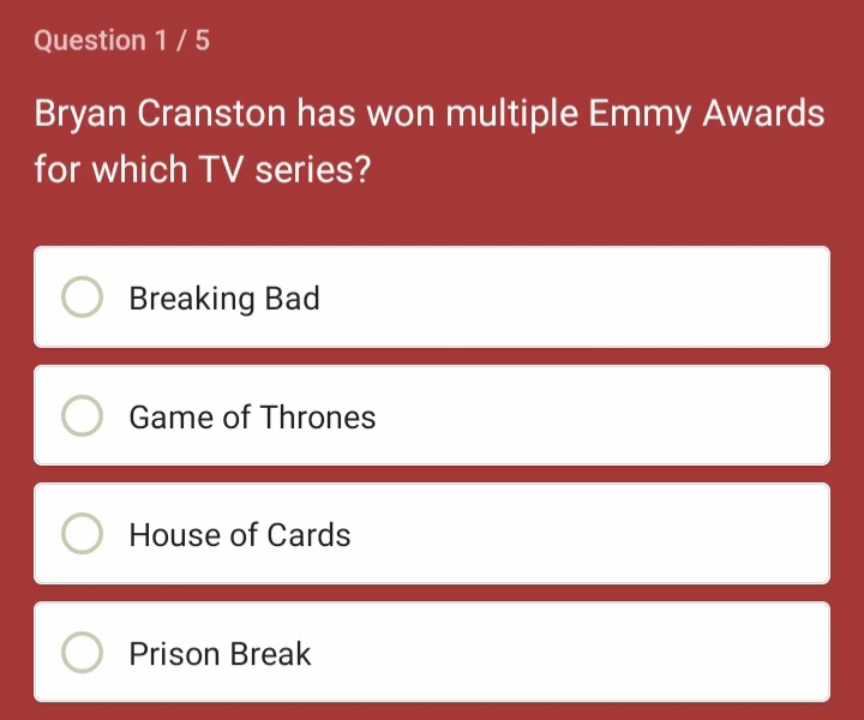 Question 1 / 5
Bryan Cranston has won multiple Emmy Awards
for which TV series?
Breaking Bad
Game of Thrones
House of Cards
Prison Break